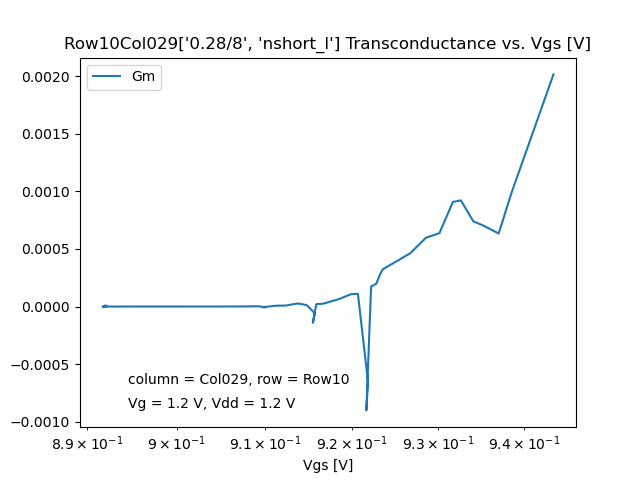 Row10Col029['0.28/8', 'nshort_l'] Transconductance vs. Vgs [V]
Gm
0.0020
0.0015
0.0010
0.0005
0.0000
−0.0005
−0.0010
column = Col029, row = Row10
Vg = 1.2 V, Vdd = 1.2 V
8.9 × 10⁻¹ 9 × 10⁻¹ 9.1 × 10⁻¹ 9.2 × 10⁻¹ 9.3 × 10⁻¹ 9.4 × 10⁻¹
Vgs [V]